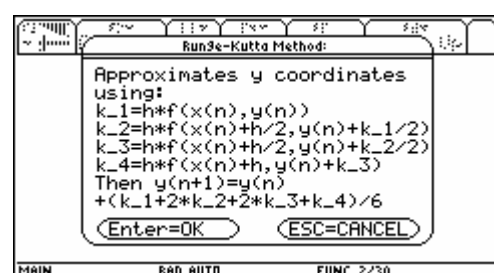 Runge-Kutta Method:
Approximates y coordinates
using:
k_1=h*f(x(n),y(n))
k_2=h*f(x(n)+h/2,y(n)+k_1/2)
k_3=h*f(x(n)+h/2,y(n)+k_2/2)
k_4=h*f(x(n)+h,y(n)+k_3)
Then y(n+1)=y(n)
+(k_1+2*k_2+2*k_3+k_4)/6
Enter=OK ESC=CANCEL
MAIN RAD AUTO FUNC 2/30